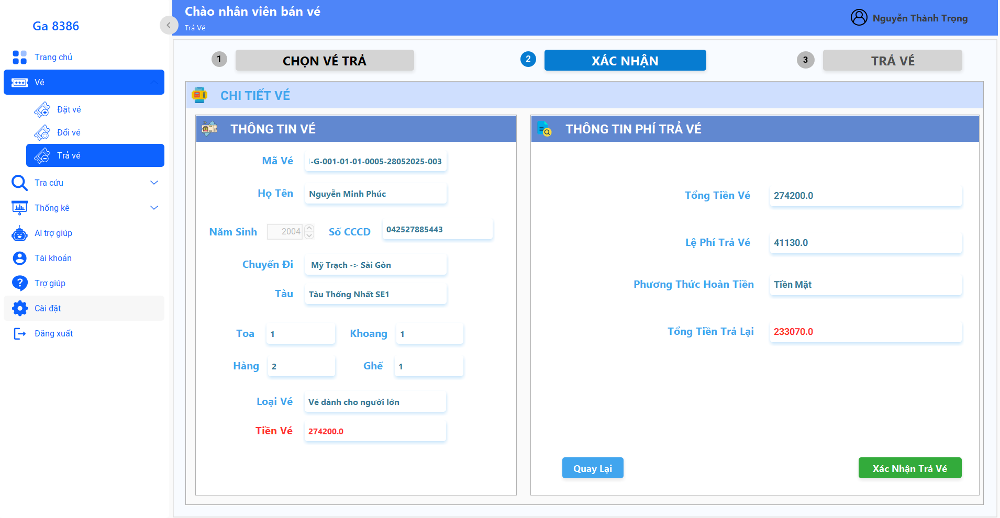 Ga 8386
Trang chủ
Vé
Đặt vé
Đổi vé
Trả vé
Tra cứu
Thống kê
AI trợ giúp
Tài khoản
Trợ giúp
Cài đặt
Đăng xuất
Chào nhân viên bán vé
Trả Vé
Nguyễn Thành Trọng
1 CHỌN VÉ TRẢ
2 XÁC NHẬN
3 TRẢ VÉ
CHI TIẾT VÉ
THÔNG TIN VÉ
Mã Vé -G-001-01-01-0005-28052025-003
Họ Tên Nguyễn Minh Phúc
Năm Sinh 2004 Số CCCD 042527885443
Chuyến Đi Mỹ Trạch -> Sài Gòn
Tàu Tàu Thống Nhất SE1
Toa 1 Khoang 1
Hàng 2 Ghế 1
Loại Vé Vé dành cho người lớn
Tiền Vé 274200.0
THÔNG TIN PHÍ TRẢ VÉ
Tổng Tiền Vé 274200.0
Lệ Phí Trả Vé 41130.0
Phương Thức Hoàn Tiền Tiền Mặt
Tổng Tiền Trả Lại 233070.0
Quay Lại
Xác Nhận Trả Vé